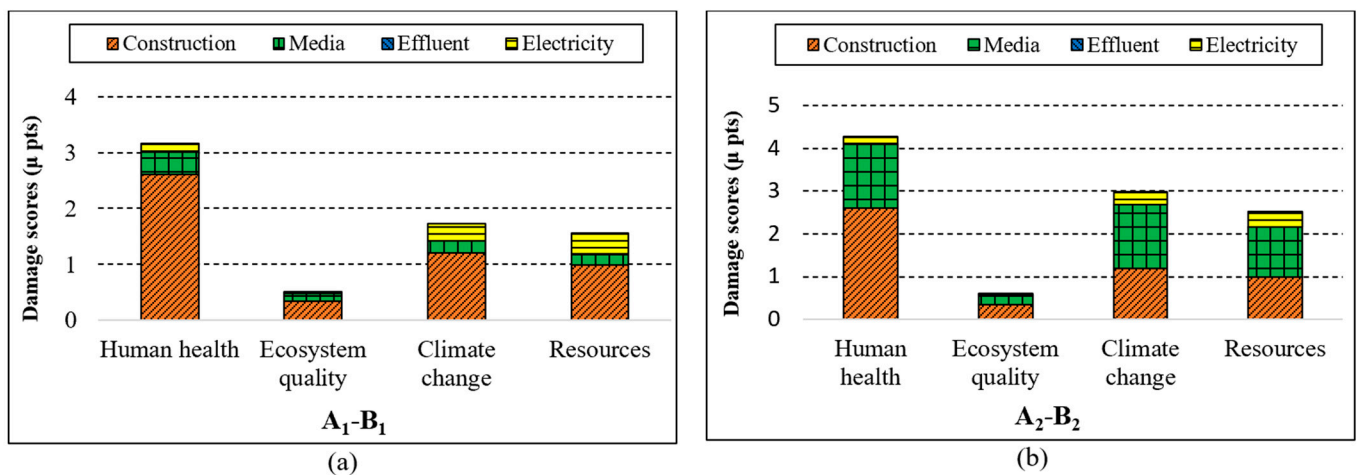 Construction Media Effluent Electricity
Damage scores (µ pts)
4
3
2
1
0
Human health Ecosystem quality Climate change Resources
A₁-B₁
(a)
Construction Media Effluent Electricity
Damage scores (µ pts)
5
4
3
2
1
0
Human health Ecosystem quality Climate change Resources
A₂-B₂
(b)